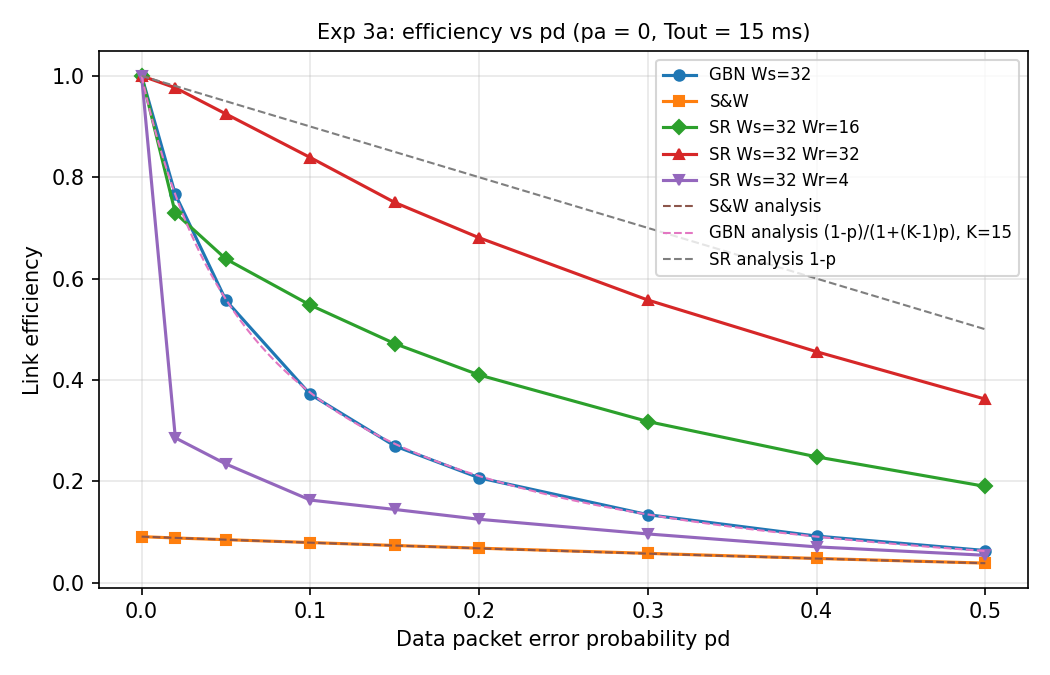 Exp 3a: efficiency vs pd (pa = 0, Tout = 15 ms)
GBN Ws=32
S&W
SR Ws=32 Wr=16
SR Ws=32 Wr=32
SR Ws=32 Wr=4
S&W analysis
GBN analysis (1-p)/(1+(K-1)p), K=15
SR analysis 1-p
Link efficiency
1.0
0.8
0.6
0.4
0.2
0.0
0.0 0.1 0.2 0.3 0.4 0.5
Data packet error probability pd